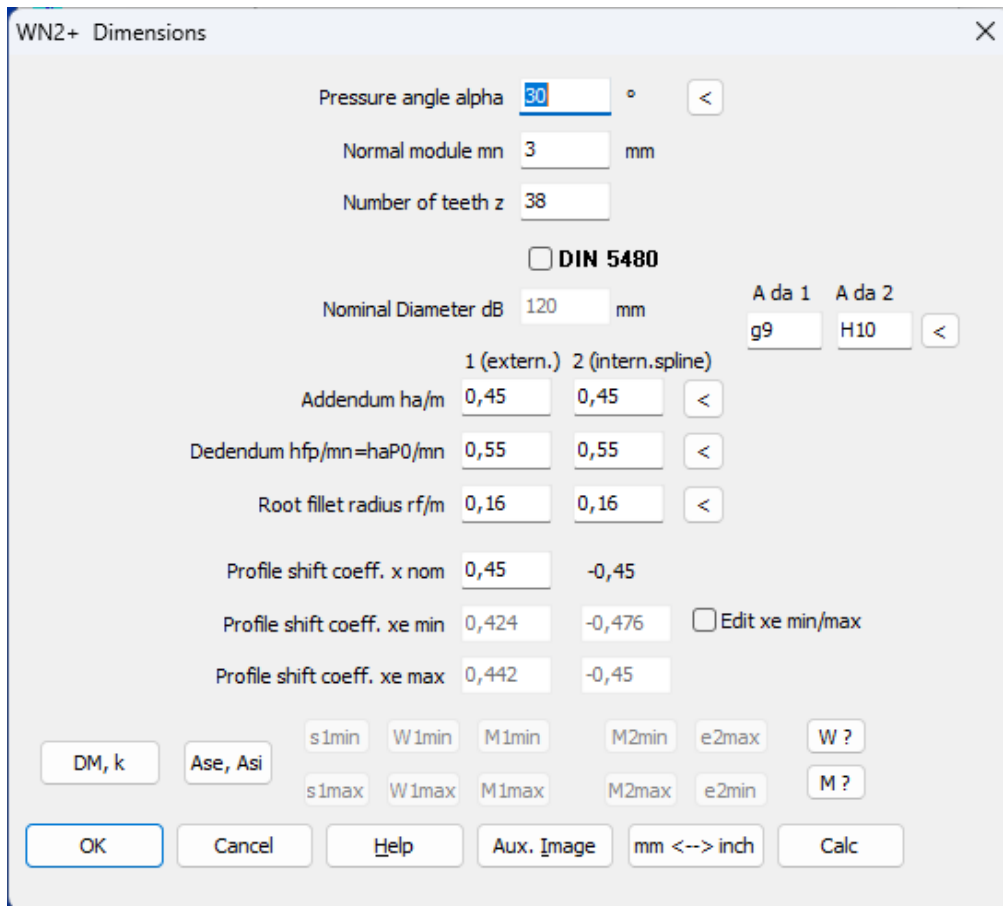 WN2+ Dimensions
Pressure angle alpha 30 ° <
Normal module mn 3 mm
Number of teeth z 38
DIN 5480
A da 1 A da 2
Nominal Diameter dB 120 mm g9 H10 <
1 (extern.) 2 (intern.spline)
Addendum ha/m 0,45 0,45 <
Dedendum hfp/mn=haP0/mn 0,55 0,55 <
Root fillet radius rf/m 0,16 0,16 <
Profile shift coeff. x nom 0,45 -0,45
Profile shift coeff. xe min 0,424 -0,476 Edit xe min/max
Profile shift coeff. xe max 0,442 -0,45
s1min W1min M1min M2min e2max W ?
DM, k Ase, Asi
s1max W1max M1max M2max e2min M ?
OK Cancel Help Aux. Image mm <--> inch Calc